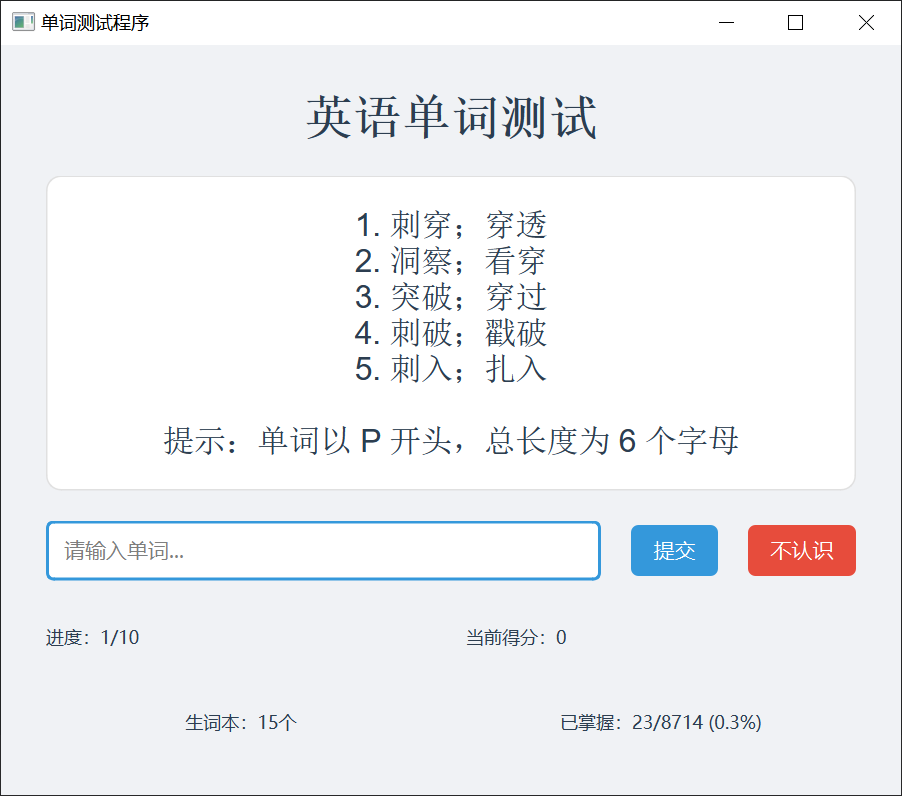 单词测试程序
英语单词测试
1. 刺穿；穿透
2. 洞察；看穿
3. 突破；穿过
4. 刺破；戳破
5. 刺入；扎入
提示：单词以 P 开头，总长度为 6 个字母
请输入单词...
提交
不认识
进度：1/10
当前得分：0
生词本：15个
已掌握：23/8714 (0.3%)